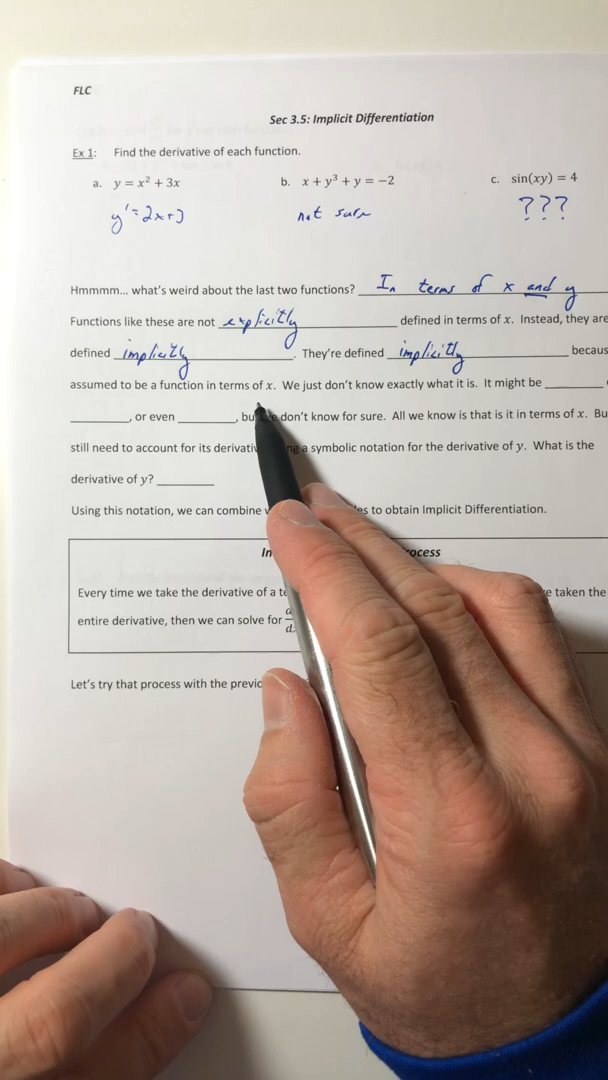 FLC
Sec 3.5: Implicit Differentiation
Ex 1: Find the derivative of each function.
a. y = x² + 3x b. x + y³ + y = −2 c. sin(xy) = 4
y' = 2x+3 not sure ???
Hmmmm... what's weird about the last two functions? In terms of x and y
Functions like these are not explicitly defined in terms of x. Instead, they are
defined implicitly. They're defined implicitly becaus
assumed to be a function in terms of x. We just don't know exactly what it is. It might be ______
______, or even ______, bu don't know for sure. All we know is that is it in terms of x. Bu
still need to account for its derivati a symbolic notation for the derivative of y. What is the
derivative of y? ______
Using this notation, we can combine to obtain Implicit Differentiation.
In ocess
Every time we take the derivative of a te taken the
entire derivative, then we can solve for d
Let's try that process with the previo